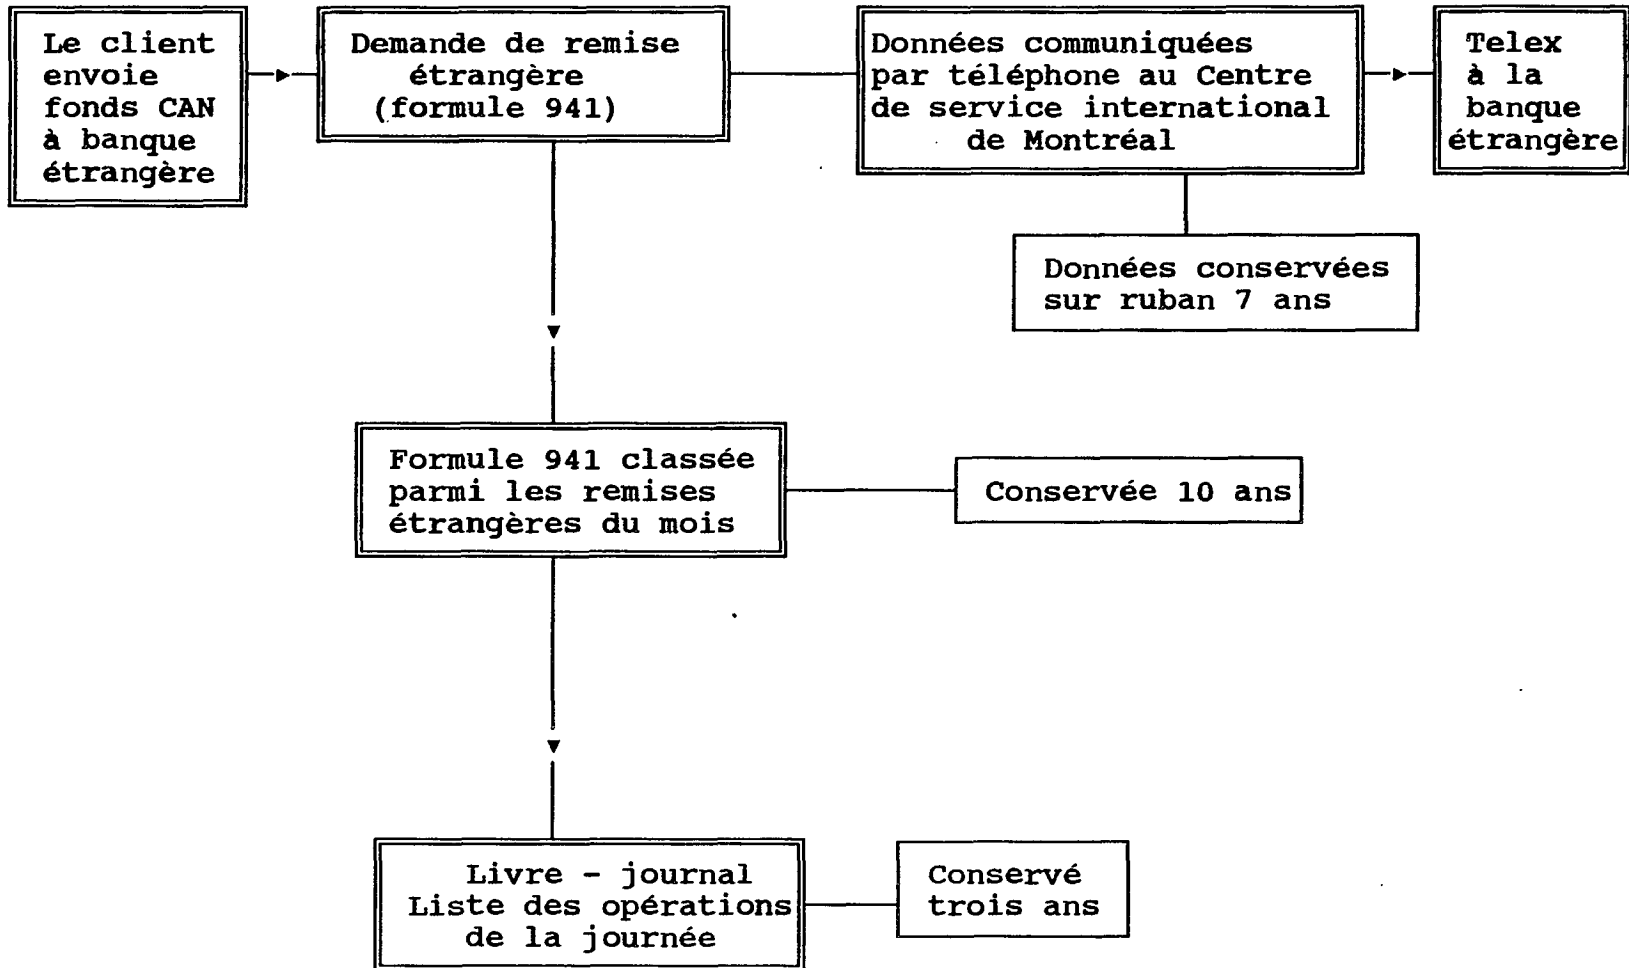 Le client
envoie
fonds CAN
à banque
étrangère
Demande de remise
étrangère
(formule 941)
Données communiquées
par téléphone au Centre
de service international
de Montréal
Telex
à la
banque
étrangère
Données conservées
sur ruban 7 ans
Formule 941 classée
parmi les remises
étrangères du mois
Conservée 10 ans
Livre - journal
Liste des opérations
de la journée
Conservé
trois ans